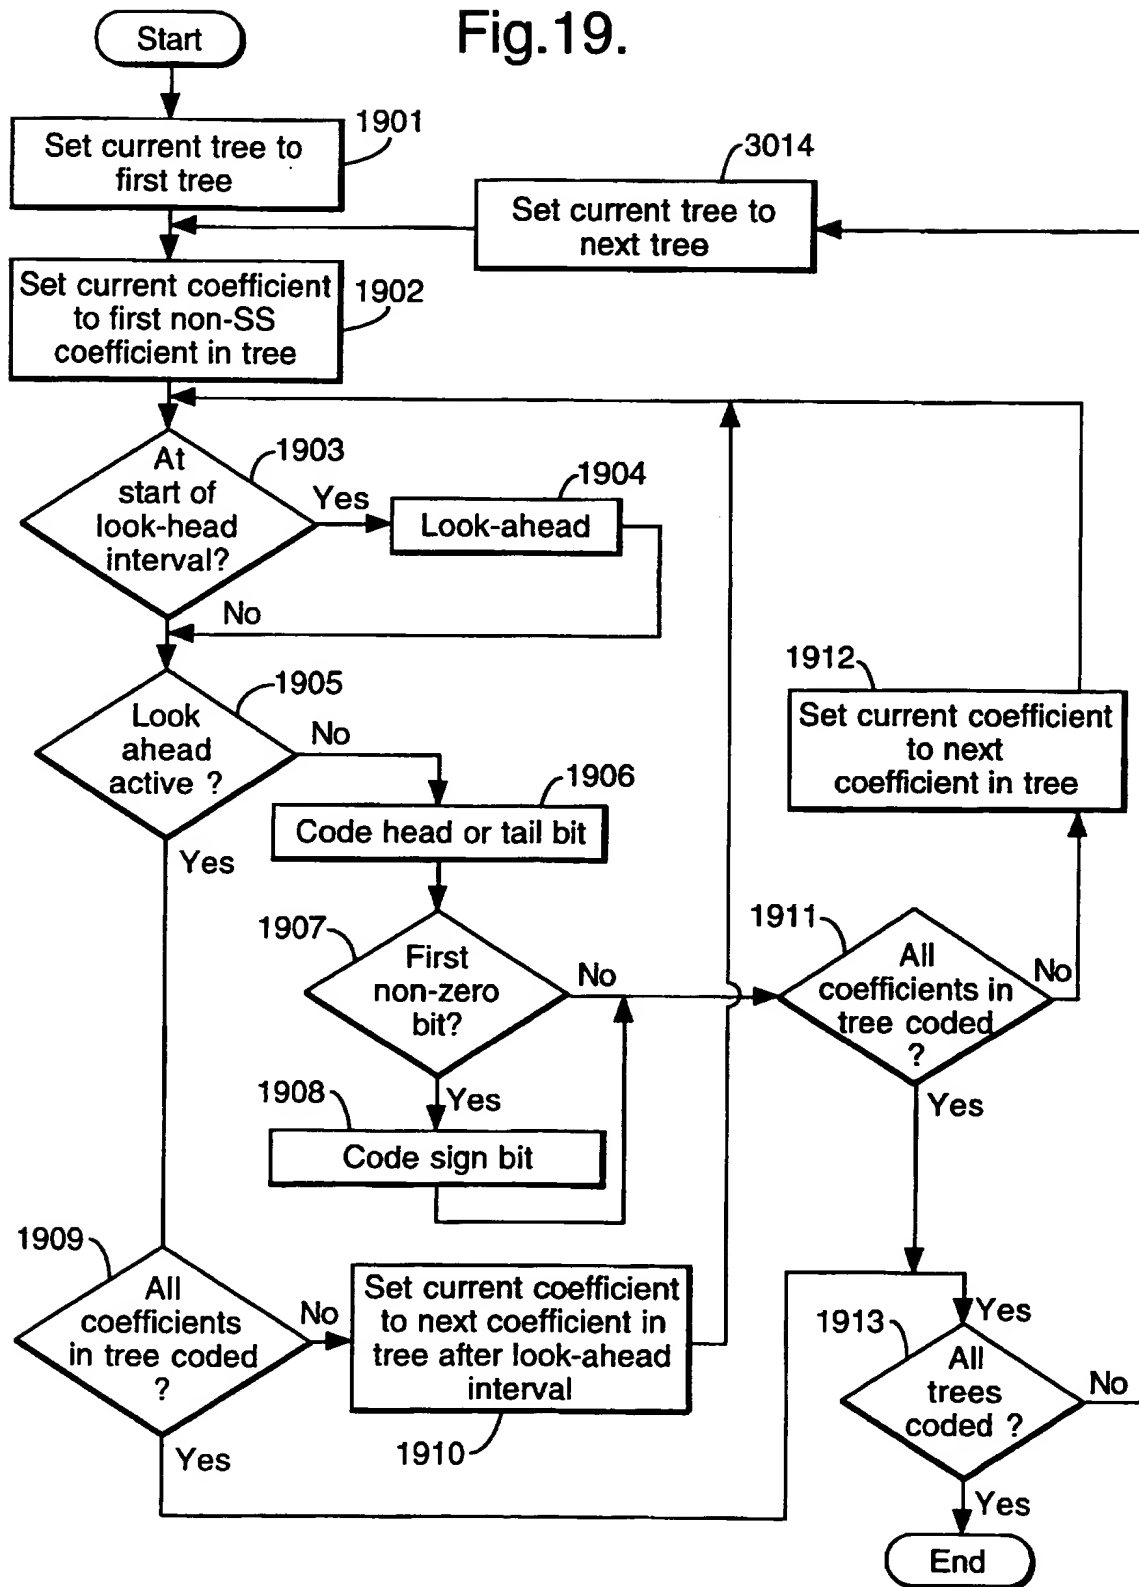 Fig.19.
Start
1901
Set current tree to
first tree
3014
Set current tree to
next tree
1902
Set current coefficient
to first non-SS
coefficient in tree
1903
At
start of
look-head
interval?
Yes
1904
Look-ahead
No
1905
Look
ahead
active ?
No
Yes
1906
Code head or tail bit
1907
First
non-zero
bit?
No
Yes
1908
Code sign bit
1912
Set current coefficient
to next
coefficient in tree
1911
All
coefficients in
tree coded
?
No
Yes
1909
All
coefficients
in tree coded
?
No
Yes
Set current coefficient
to next coefficient in
tree after look-ahead
interval
1910
Yes
1913
All
trees
coded ?
No
Yes
End